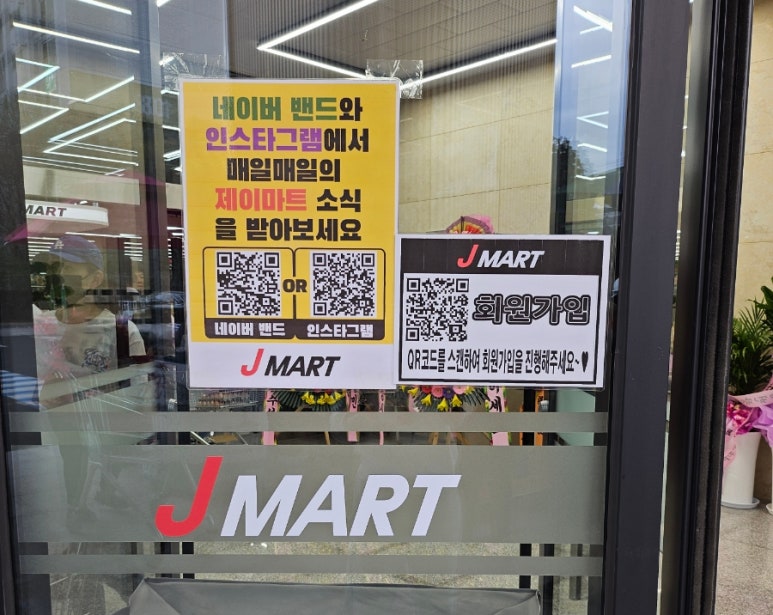 네이버 밴드와
인스타그램에서
매일매일의
제이마트 소식
을 받아보세요
OR
네이버 밴드 인스타그램
J MART
J MART
회원가입
QR코드를 스캔하여 회원가입을 진행해주세요~♥
MART
J MART